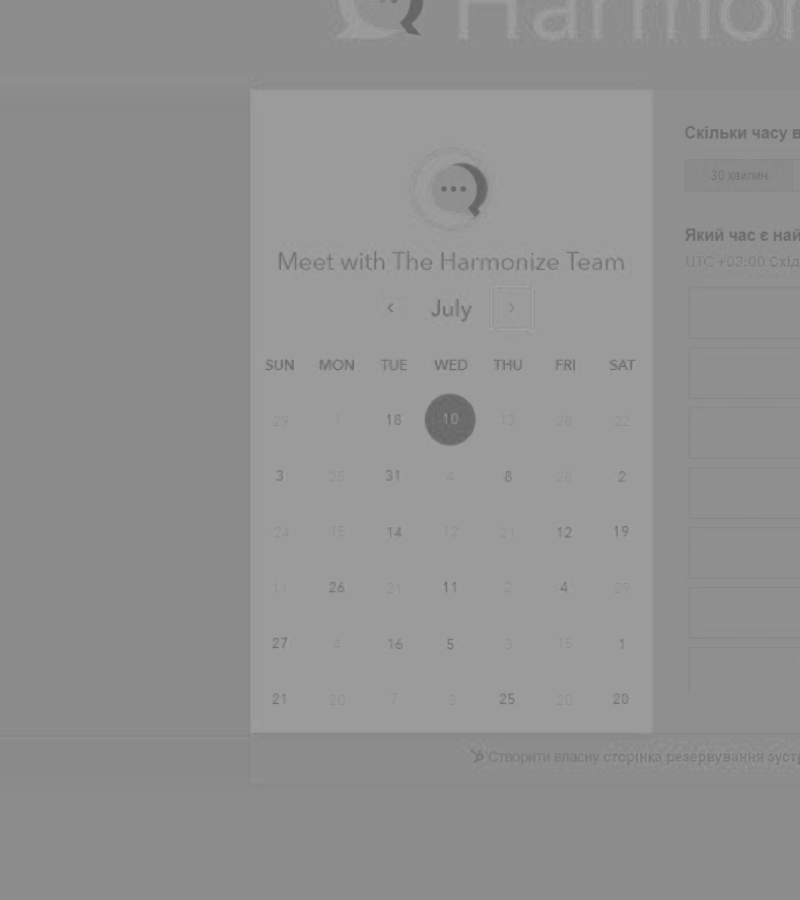 Harmon
Meet with The Harmonize Team
‹ July ›
SUN MON TUE WED THU FRI SAT
29 1 18 10 13 26 22
3 25 31 4 8 28 2
24 15 14 12 21 12 19
11 26 21 11 2 4 29
27 4 16 5 3 15 1
21 20 7 3 25 20 20
Скільки часу в
30 хвилин
Який час є най
UTC +03:00 Схід
Створити власну сторінка резервування зуст